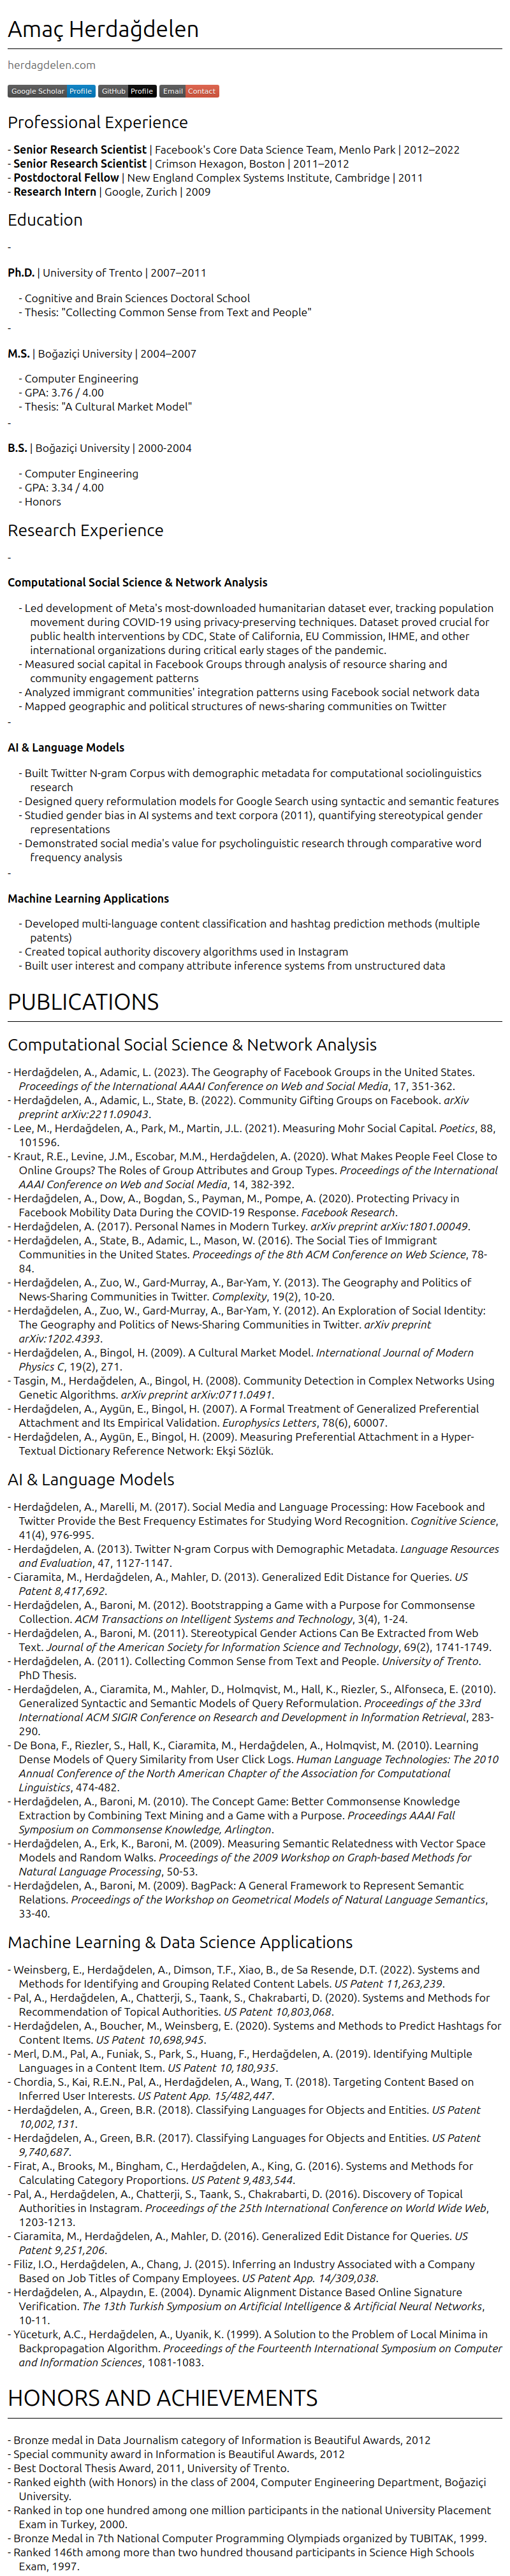 Amaç Herdağdelen
herdagdelen.com
Google Scholar Profile GitHub Profile Email Contact
Professional Experience
- Senior Research Scientist | Facebook's Core Data Science Team, Menlo Park | 2012–2022
- Senior Research Scientist | Crimson Hexagon, Boston | 2011–2012
- Postdoctoral Fellow | New England Complex Systems Institute, Cambridge | 2011
- Research Intern | Google, Zurich | 2009
Education
-
Ph.D. | University of Trento | 2007–2011
- Cognitive and Brain Sciences Doctoral School
- Thesis: "Collecting Common Sense from Text and People"
-
M.S. | Boğaziçi University | 2004–2007
- Computer Engineering
- GPA: 3.76 / 4.00
- Thesis: "A Cultural Market Model"
-
B.S. | Boğaziçi University | 2000-2004
- Computer Engineering
- GPA: 3.34 / 4.00
- Honors
Research Experience
-
Computational Social Science & Network Analysis
- Led development of Meta's most-downloaded humanitarian dataset ever, tracking population
movement during COVID-19 using privacy-preserving techniques. Dataset proved crucial for
public health interventions by CDC, State of California, EU Commission, IHME, and other
international organizations during critical early stages of the pandemic.
- Measured social capital in Facebook Groups through analysis of resource sharing and
community engagement patterns
- Analyzed immigrant communities' integration patterns using Facebook social network data
- Mapped geographic and political structures of news-sharing communities on Twitter
-
AI & Language Models
- Built Twitter N-gram Corpus with demographic metadata for computational sociolinguistics
research
- Designed query reformulation models for Google Search using syntactic and semantic features
- Studied gender bias in AI systems and text corpora (2011), quantifying stereotypical gender
representations
- Demonstrated social media's value for psycholinguistic research through comparative word
frequency analysis
-
Machine Learning Applications
- Developed multi-language content classification and hashtag prediction methods (multiple
patents)
- Created topical authority discovery algorithms used in Instagram
- Built user interest and company attribute inference systems from unstructured data
PUBLICATIONS
Computational Social Science & Network Analysis
- Herdağdelen, A., Adamic, L. (2023). The Geography of Facebook Groups in the United States.
Proceedings of the International AAAI Conference on Web and Social Media, 17, 351-362.
- Herdağdelen, A., Adamic, L., State, B. (2022). Community Gifting Groups on Facebook. arXiv
preprint arXiv:2211.09043.
- Lee, M., Herdağdelen, A., Park, M., Martin, J.L. (2021). Measuring Mohr Social Capital. Poetics, 88,
101596.
- Kraut, R.E., Levine, J.M., Escobar, M.M., Herdağdelen, A. (2020). What Makes People Feel Close to
Online Groups? The Roles of Group Attributes and Group Types. Proceedings of the International
AAAI Conference on Web and Social Media, 14, 382-392.
- Herdağdelen, A., Dow, A., Bogdan, S., Payman, M., Pompe, A. (2020). Protecting Privacy in
Facebook Mobility Data During the COVID-19 Response. Facebook Research.
- Herdağdelen, A. (2017). Personal Names in Modern Turkey. arXiv preprint arXiv:1801.00049.
- Herdağdelen, A., State, B., Adamic, L., Mason, W. (2016). The Social Ties of Immigrant
Communities in the United States. Proceedings of the 8th ACM Conference on Web Science, 78-
84.
- Herdağdelen, A., Zuo, W., Gard-Murray, A., Bar-Yam, Y. (2013). The Geography and Politics of
News-Sharing Communities in Twitter. Complexity, 19(2), 10-20.
- Herdağdelen, A., Zuo, W., Gard-Murray, A., Bar-Yam, Y. (2012). An Exploration of Social Identity:
The Geography and Politics of News-Sharing Communities in Twitter. arXiv preprint
arXiv:1202.4393.
- Herdağdelen, A., Bingol, H. (2009). A Cultural Market Model. International Journal of Modern
Physics C, 19(2), 271.
- Tasgin, M., Herdağdelen, A., Bingol, H. (2008). Community Detection in Complex Networks Using
Genetic Algorithms. arXiv preprint arXiv:0711.0491.
- Herdağdelen, A., Aygün, E., Bingol, H. (2007). A Formal Treatment of Generalized Preferential
Attachment and Its Empirical Validation. Europhysics Letters, 78(6), 60007.
- Herdağdelen, A., Aygün, E., Bingol, H. (2009). Measuring Preferential Attachment in a Hyper-
Textual Dictionary Reference Network: Ekşi Sözlük.
AI & Language Models
- Herdağdelen, A., Marelli, M. (2017). Social Media and Language Processing: How Facebook and
Twitter Provide the Best Frequency Estimates for Studying Word Recognition. Cognitive Science,
41(4), 976-995.
- Herdağdelen, A. (2013). Twitter N-gram Corpus with Demographic Metadata. Language Resources
and Evaluation, 47, 1127-1147.
- Ciaramita, M., Herdağdelen, A., Mahler, D. (2013). Generalized Edit Distance for Queries. US
Patent 8,417,692.
- Herdağdelen, A., Baroni, M. (2012). Bootstrapping a Game with a Purpose for Commonsense
Collection. ACM Transactions on Intelligent Systems and Technology, 3(4), 1-24.
- Herdağdelen, A., Baroni, M. (2011). Stereotypical Gender Actions Can Be Extracted from Web
Text. Journal of the American Society for Information Science and Technology, 69(2), 1741-1749.
- Herdağdelen, A. (2011). Collecting Common Sense from Text and People. University of Trento.
PhD Thesis.
- Herdağdelen, A., Ciaramita, M., Mahler, D., Holmqvist, M., Hall, K., Riezler, S., Alfonseca, E. (2010).
Generalized Syntactic and Semantic Models of Query Reformulation. Proceedings of the 33rd
International ACM SIGIR Conference on Research and Development in Information Retrieval, 283-
290.
- De Bona, F., Riezler, S., Hall, K., Ciaramita, M., Herdağdelen, A., Holmqvist, M. (2010). Learning
Dense Models of Query Similarity from User Click Logs. Human Language Technologies: The 2010
Annual Conference of the North American Chapter of the Association for Computational
Linguistics, 474-482.
- Herdağdelen, A., Baroni, M. (2010). The Concept Game: Better Commonsense Knowledge
Extraction by Combining Text Mining and a Game with a Purpose. Proceedings AAAI Fall
Symposium on Commonsense Knowledge, Arlington.
- Herdağdelen, A., Erk, K., Baroni, M. (2009). Measuring Semantic Relatedness with Vector Space
Models and Random Walks. Proceedings of the 2009 Workshop on Graph-based Methods for
Natural Language Processing, 50-53.
- Herdağdelen, A., Baroni, M. (2009). BagPack: A General Framework to Represent Semantic
Relations. Proceedings of the Workshop on Geometrical Models of Natural Language Semantics,
33-40.
Machine Learning & Data Science Applications
- Weinsberg, E., Herdağdelen, A., Dimson, T.F., Xiao, B., de Sa Resende, D.T. (2022). Systems and
Methods for Identifying and Grouping Related Content Labels. US Patent 11,263,239.
- Pal, A., Herdağdelen, A., Chatterji, S., Taank, S., Chakrabarti, D. (2020). Systems and Methods for
Recommendation of Topical Authorities. US Patent 10,803,068.
- Herdağdelen, A., Boucher, M., Weinsberg, E. (2020). Systems and Methods to Predict Hashtags for
Content Items. US Patent 10,698,945.
- Merl, D.M., Pal, A., Funiak, S., Park, S., Huang, F., Herdağdelen, A. (2019). Identifying Multiple
Languages in a Content Item. US Patent 10,180,935.
- Chordia, S., Kai, R.E.N., Pal, A., Herdağdelen, A., Wang, T. (2018). Targeting Content Based on
Inferred User Interests. US Patent App. 15/482,447.
- Herdağdelen, A., Green, B.R. (2018). Classifying Languages for Objects and Entities. US Patent
10,002,131.
- Herdağdelen, A., Green, B.R. (2017). Classifying Languages for Objects and Entities. US Patent
9,740,687.
- Firat, A., Brooks, M., Bingham, C., Herdağdelen, A., King, G. (2016). Systems and Methods for
Calculating Category Proportions. US Patent 9,483,544.
- Pal, A., Herdağdelen, A., Chatterji, S., Taank, S., Chakrabarti, D. (2016). Discovery of Topical
Authorities in Instagram. Proceedings of the 25th International Conference on World Wide Web,
1203-1213.
- Ciaramita, M., Herdağdelen, A., Mahler, D. (2016). Generalized Edit Distance for Queries. US
Patent 9,251,206.
- Filiz, I.O., Herdağdelen, A., Chang, J. (2015). Inferring an Industry Associated with a Company
Based on Job Titles of Company Employees. US Patent App. 14/309,038.
- Herdağdelen, A., Alpaydın, E. (2004). Dynamic Alignment Distance Based Online Signature
Verification. The 13th Turkish Symposium on Artificial Intelligence & Artificial Neural Networks,
10-11.
- Yüceturk, A.C., Herdağdelen, A., Uyanik, K. (1999). A Solution to the Problem of Local Minima in
Backpropagation Algorithm. Proceedings of the Fourteenth International Symposium on Computer
and Information Sciences, 1081-1083.
HONORS AND ACHIEVEMENTS
- Bronze medal in Data Journalism category of Information is Beautiful Awards, 2012
- Special community award in Information is Beautiful Awards, 2012
- Best Doctoral Thesis Award, 2011, University of Trento.
- Ranked eighth (with Honors) in the class of 2004, Computer Engineering Department, Boğaziçi
University.
- Ranked in top one hundred among one million participants in the national University Placement
Exam in Turkey, 2000.
- Bronze Medal in 7th National Computer Programming Olympiads organized by TUBITAK, 1999.
- Ranked 146th among more than two hundred thousand participants in Science High Schools
Exam, 1997.